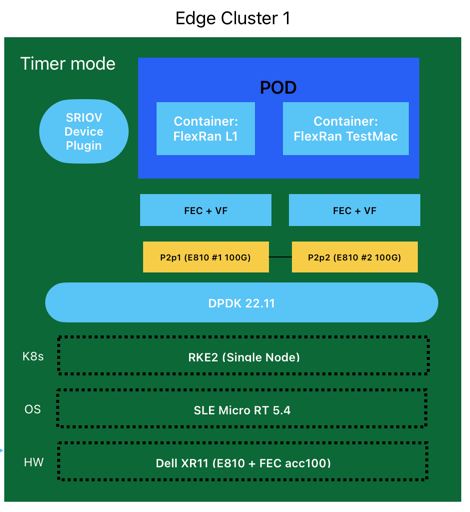 Edge Cluster 1
Timer mode
POD
SRIOV
Device
Plugin
Container:
FlexRan L1
Container:
FlexRan TestMac
FEC + VF
FEC + VF
P2p1 (E810 #1 100G)
P2p2 (E810 #2 100G)
DPDK 22.11
K8s
RKE2 (Single Node)
OS
SLE Micro RT 5.4
HW
Dell XR11 (E810 + FEC acc100)